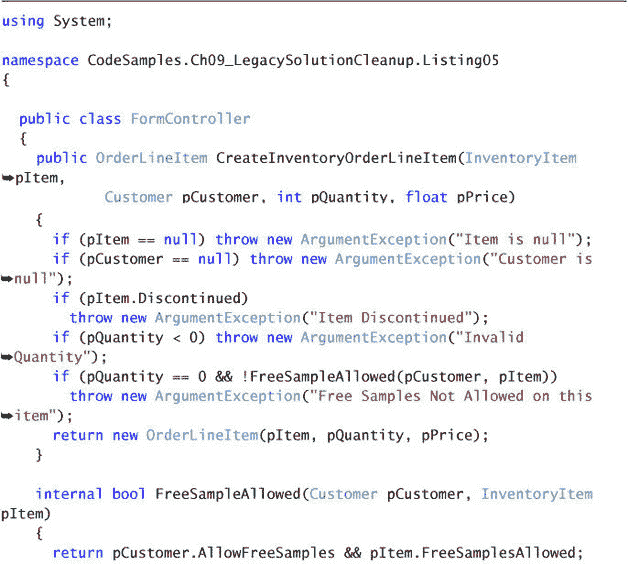 using System;
namespace CodeSamples.Ch09_LegacySolutionCleanup.Listing05
{
public class FormController
{
public OrderLineItem CreateInventoryOrderLineItem(InventoryItem
➥pItem,
Customer pCustomer, int pQuantity, float pPrice)
{
if (pItem == null) throw new ArgumentException("Item is null");
if (pCustomer == null) throw new ArgumentException("Customer is
➥null");
if (pItem.Discontinued)
throw new ArgumentException("Item Discontinued");
if (pQuantity < 0) throw new ArgumentException("Invalid
➥Quantity");
if (pQuantity == 0 && !FreeSampleAllowed(pCustomer, pItem))
throw new ArgumentException("Free Samples Not Allowed on this
➥item");
return new OrderLineItem(pItem, pQuantity, pPrice);
}
internal bool FreeSampleAllowed(Customer pCustomer, InventoryItem
pItem)
{
return pCustomer.AllowFreeSamples && pItem.FreeSamplesAllowed;